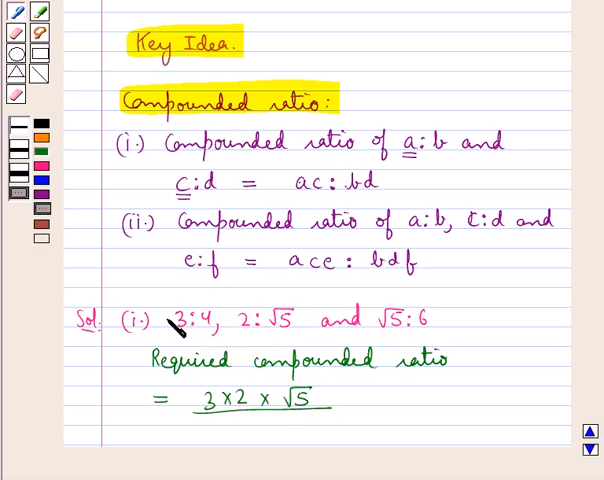 Key Idea.
Compounded ratio:
(i.) Compounded ratio of a:b and
c:d = ac:bd
(ii.) Compounded ratio of a:b, c:d and
e:f = ace: bdf
Sol. (i.) 3:4, 2:√5 and √5:6
Required compounded ratio
= 3×2×√5